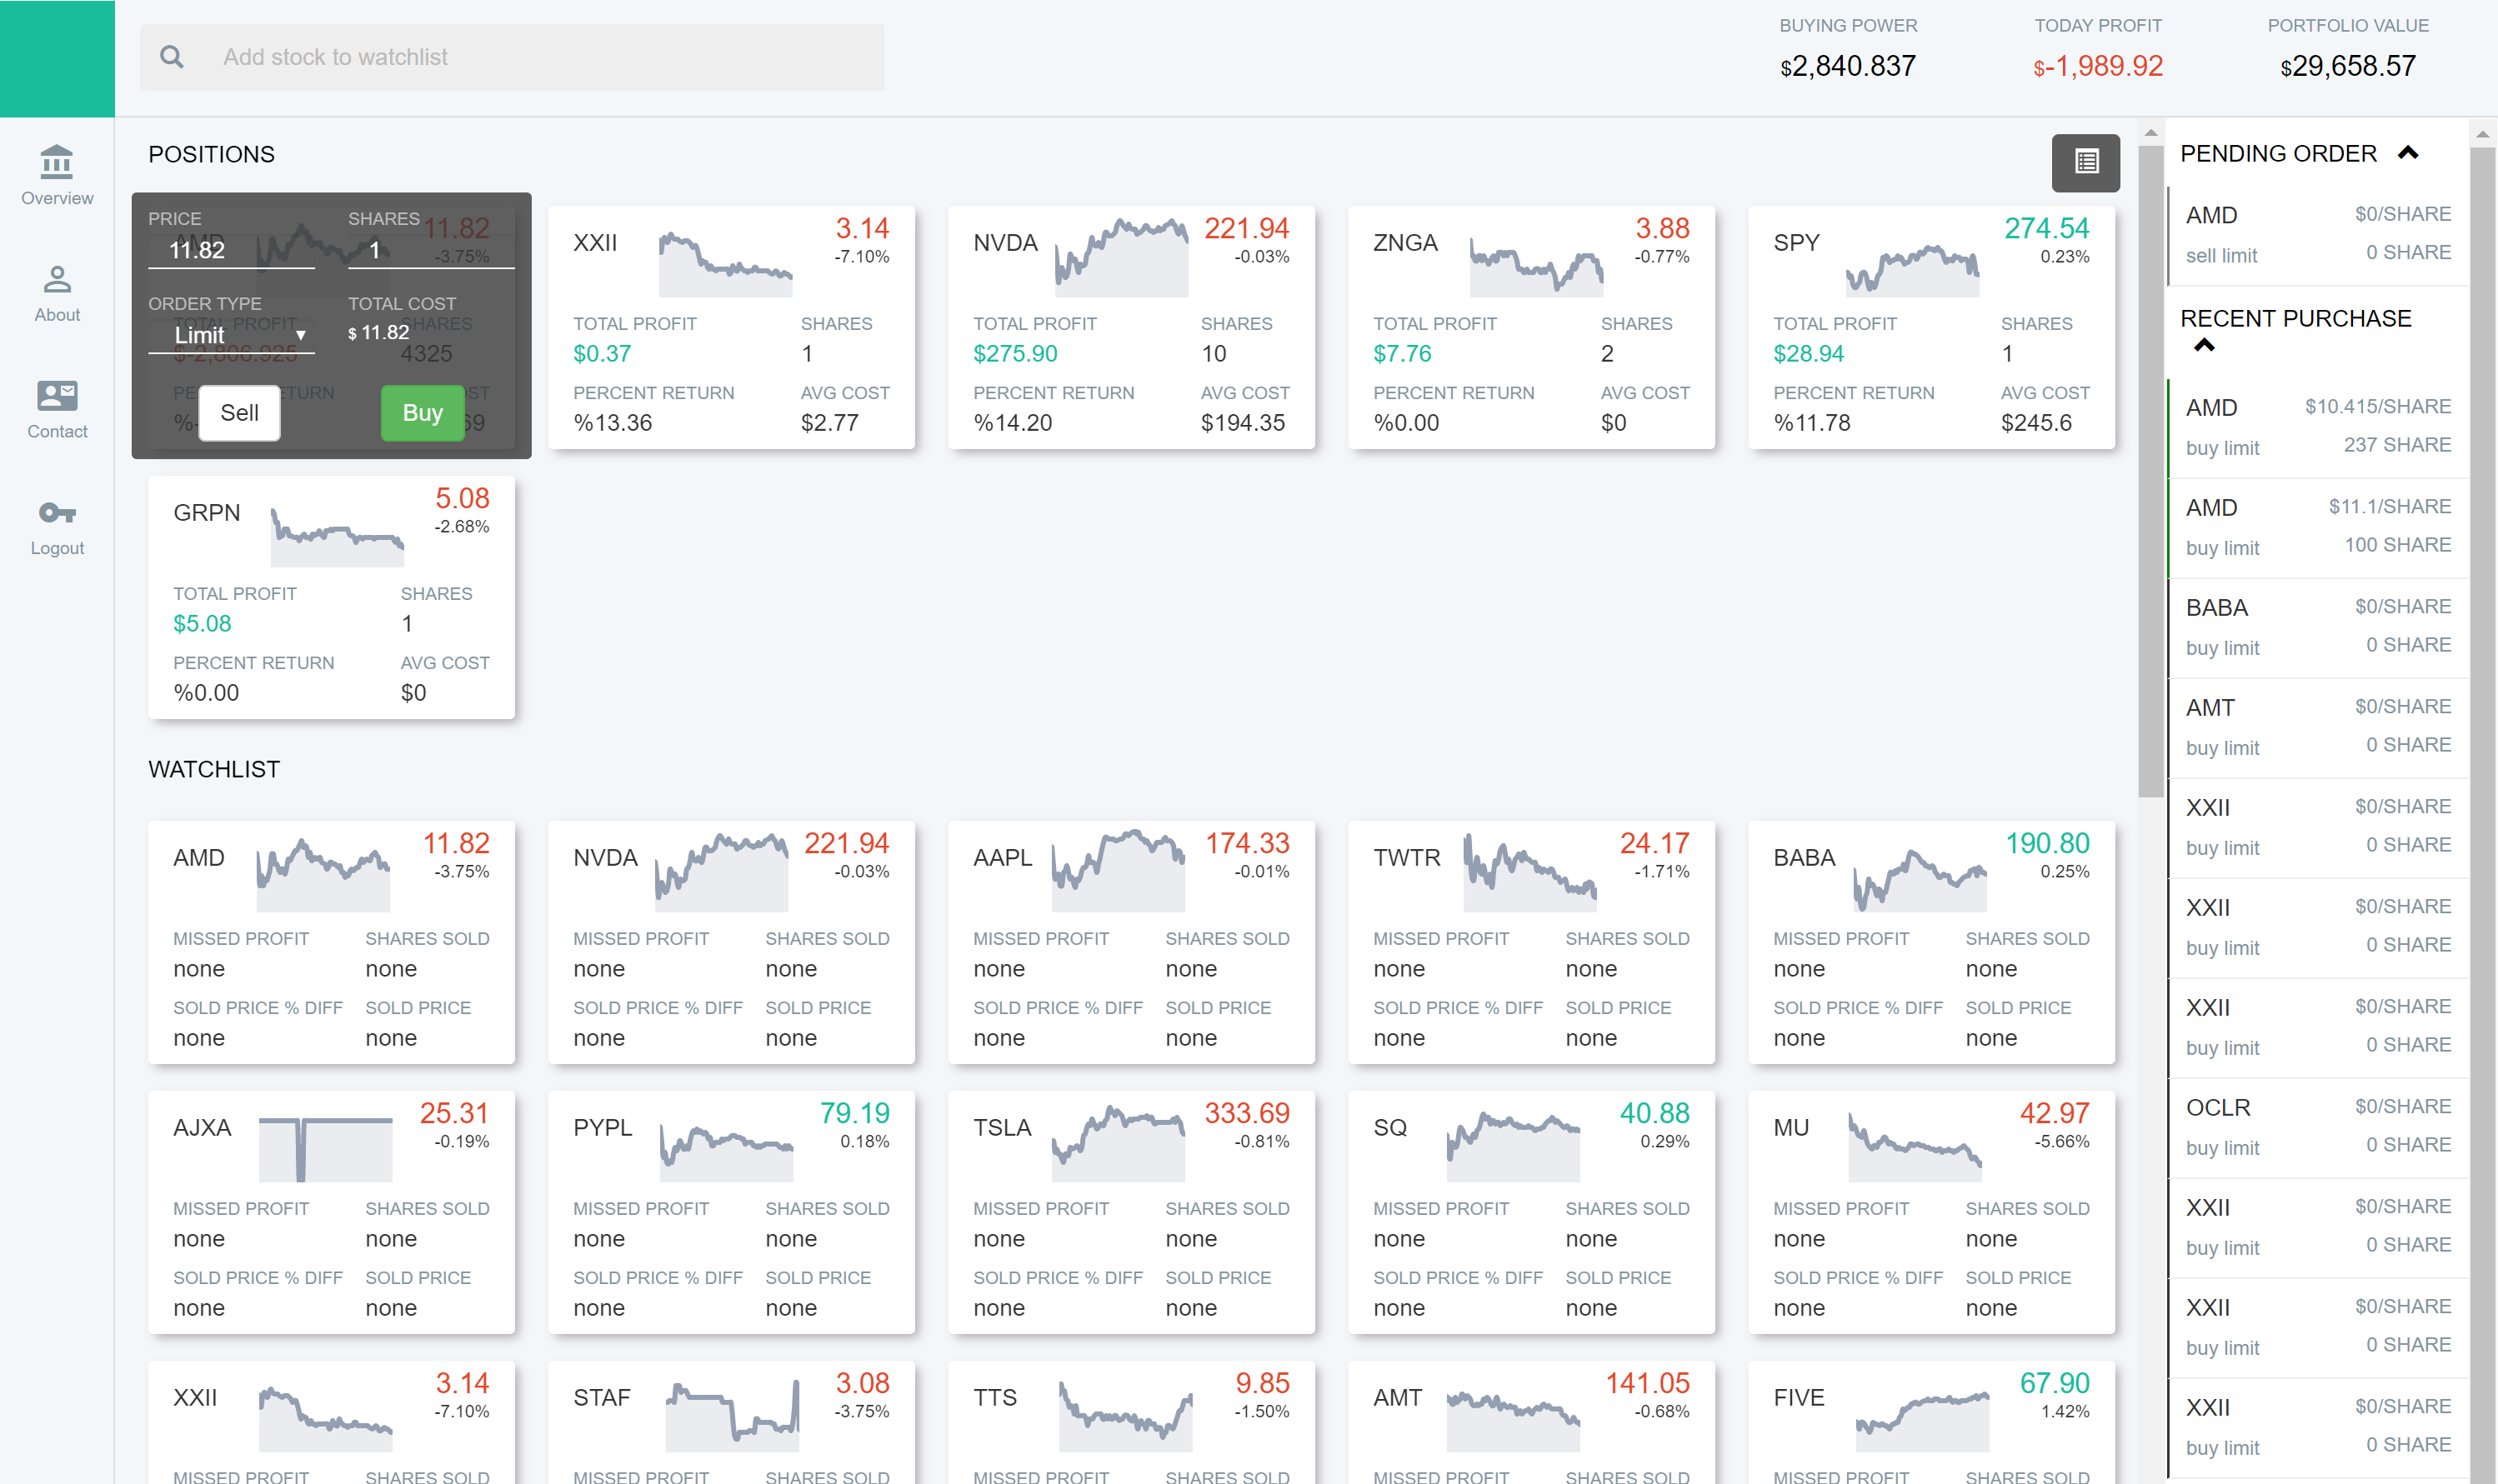 Add stock to watchlist
BUYING POWER
$2,840.837
TODAY PROFIT
$-1,989.92
PORTFOLIO VALUE
$29,658.57
Overview
About
Contact
Logout
POSITIONS
PRICE
11.82
SHARES
1
ORDER TYPE
Limit
TOTAL COST
$ 11.82
Sell
Buy
AMD
11.82
-3.75%
TOTAL PROFIT
$-2,806.925
SHARES
4325
XXII
3.14
-7.10%
TOTAL PROFIT
SHARES
$0.37
1
PERCENT RETURN
AVG COST
%13.36
$2.77
NVDA
221.94
-0.03%
TOTAL PROFIT
SHARES
$275.90
10
PERCENT RETURN
AVG COST
%14.20
$194.35
ZNGA
3.88
-0.77%
TOTAL PROFIT
SHARES
$7.76
2
PERCENT RETURN
AVG COST
%0.00
$0
SPY
274.54
0.23%
TOTAL PROFIT
SHARES
$28.94
1
PERCENT RETURN
AVG COST
%11.78
$245.6
GRPN
5.08
-2.68%
TOTAL PROFIT
SHARES
$5.08
1
PERCENT RETURN
AVG COST
%0.00
$0
WATCHLIST
AMD
11.82
-3.75%
MISSED PROFIT
SHARES SOLD
none
none
SOLD PRICE % DIFF
SOLD PRICE
none
none
NVDA
221.94
-0.03%
MISSED PROFIT
SHARES SOLD
none
none
SOLD PRICE % DIFF
SOLD PRICE
none
none
AAPL
174.33
-0.01%
MISSED PROFIT
SHARES SOLD
none
none
SOLD PRICE % DIFF
SOLD PRICE
none
none
TWTR
24.17
-1.71%
MISSED PROFIT
SHARES SOLD
none
none
SOLD PRICE % DIFF
SOLD PRICE
none
none
BABA
190.80
0.25%
MISSED PROFIT
SHARES SOLD
none
none
SOLD PRICE % DIFF
SOLD PRICE
none
none
AJXA
25.31
-0.19%
MISSED PROFIT
SHARES SOLD
none
none
SOLD PRICE % DIFF
SOLD PRICE
none
none
PYPL
79.19
0.18%
MISSED PROFIT
SHARES SOLD
none
none
SOLD PRICE % DIFF
SOLD PRICE
none
none
TSLA
333.69
-0.81%
MISSED PROFIT
SHARES SOLD
none
none
SOLD PRICE % DIFF
SOLD PRICE
none
none
SQ
40.88
0.29%
MISSED PROFIT
SHARES SOLD
none
none
SOLD PRICE % DIFF
SOLD PRICE
none
none
MU
42.97
-5.66%
MISSED PROFIT
SHARES SOLD
none
none
SOLD PRICE % DIFF
SOLD PRICE
none
none
XXII
3.14
-7.10%
MISSED PROFIT
SHARES SOLD
STAF
3.08
-3.75%
MISSED PROFIT
SHARES SOLD
TTS
9.85
-1.50%
MISSED PROFIT
SHARES SOLD
AMT
141.05
-0.68%
MISSED PROFIT
SHARES SOLD
FIVE
67.90
1.42%
MISSED PROFIT
SHARES SOLD
PENDING ORDER
AMD
$0/SHARE
sell limit
0 SHARE
RECENT PURCHASE
AMD
$10.415/SHARE
buy limit
237 SHARE
AMD
$11.1/SHARE
buy limit
100 SHARE
BABA
$0/SHARE
buy limit
0 SHARE
AMT
$0/SHARE
buy limit
0 SHARE
XXII
$0/SHARE
buy limit
0 SHARE
XXII
$0/SHARE
buy limit
0 SHARE
XXII
$0/SHARE
buy limit
0 SHARE
OCLR
$0/SHARE
buy limit
0 SHARE
XXII
$0/SHARE
buy limit
0 SHARE
XXII
$0/SHARE
buy limit
0 SHARE
XXII
$0/SHARE
buy limit
0 SHARE